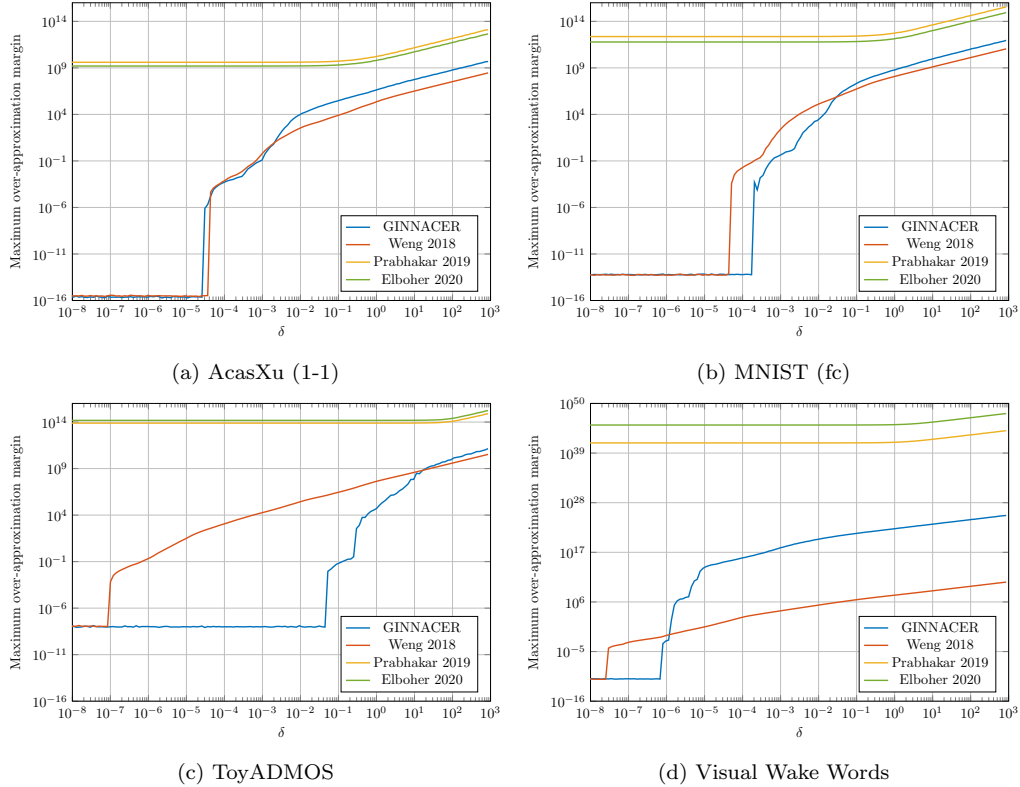 10^14
10^9
10^4
10^−1
10^−6
10^−11
10^−16
Maximum over-approximation margin
GINNACER
Weng 2018
Prabhakar 2019
Elboher 2020
10^−8 10^−7 10^−6 10^−5 10^−4 10^−3 10^−2 10^−1 10^0 10^1 10^2 10^3
δ
(a) AcasXu (1-1)
10^14
10^9
10^4
10^−1
10^−6
10^−11
10^−16
Maximum over-approximation margin
GINNACER
Weng 2018
Prabhakar 2019
Elboher 2020
10^−8 10^−7 10^−6 10^−5 10^−4 10^−3 10^−2 10^−1 10^0 10^1 10^2 10^3
δ
(b) MNIST (fc)
10^14
10^9
10^4
10^−1
10^−6
10^−11
10^−16
Maximum over-approximation margin
GINNACER
Weng 2018
Prabhakar 2019
Elboher 2020
10^−8 10^−7 10^−6 10^−5 10^−4 10^−3 10^−2 10^−1 10^0 10^1 10^2 10^3
δ
(c) ToyADMOS
10^50
10^39
10^28
10^17
10^6
10^−5
10^−16
Maximum over-approximation margin
GINNACER
Weng 2018
Prabhakar 2019
Elboher 2020
10^−8 10^−7 10^−6 10^−5 10^−4 10^−3 10^−2 10^−1 10^0 10^1 10^2 10^3
δ
(d) Visual Wake Words